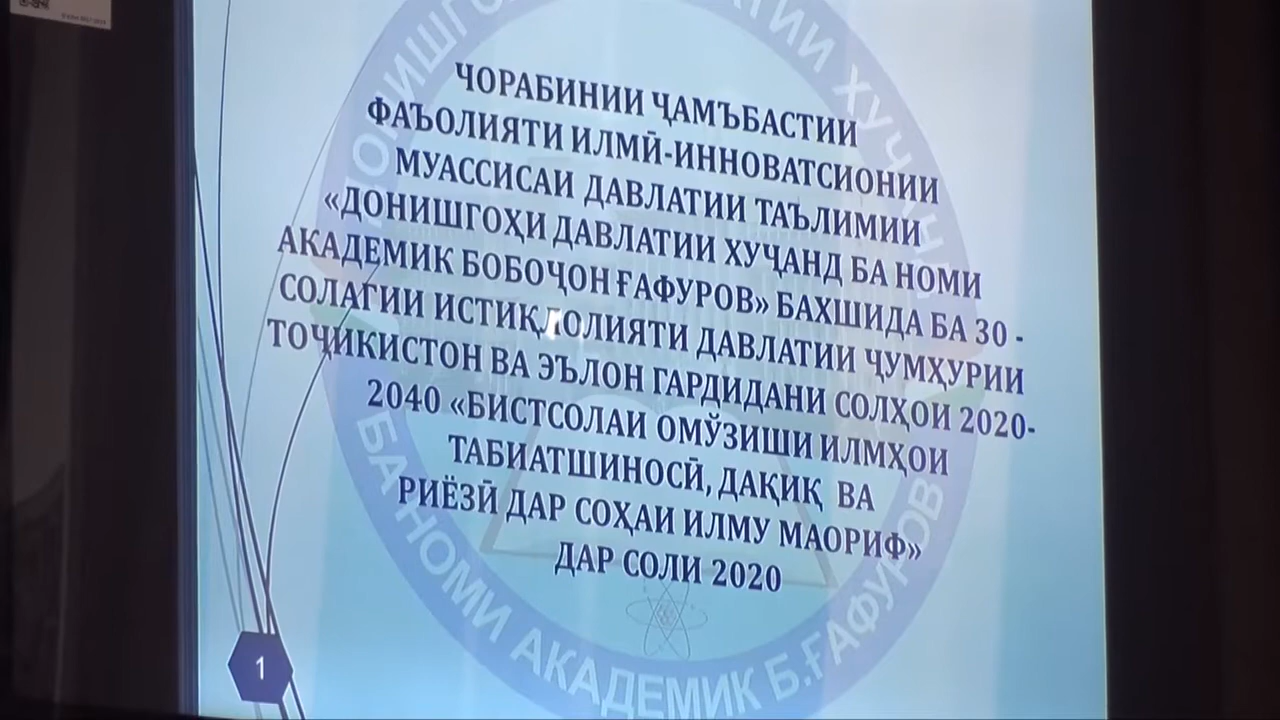 ЧОРАБИНИИ ҶАМЪБАСТИИ
ФАЪОЛИЯТИ ИЛМӢ-ИННОВАТСИОНИИ
МУАССИСАИ ДАВЛАТИИ ТАЪЛИМИИ
«ДОНИШГОҲИ ДАВЛАТИИ ХУҶАНД БА НОМИ
АКАДЕМИК БОБОҶОН ҒАФУРОВ» БАХШИДА БА 30 -
СОЛАГИИ ИСТИҚЛОЛИЯТИ ДАВЛАТИИ ҶУМҲУРИИ
ТОҶИКИСТОН ВА ЭЪЛОН ГАРДИДАНИ СОЛҲОИ 2020-
2040 «БИСТСОЛАИ ОМӮЗИШИ ИЛМҲОИ
ТАБИАТШИНОСӢ, ДАҚИҚ ВА
РИЁЗӢ ДАР СОҲАИ ИЛМУ МАОРИФ»
ДАР СОЛИ 2020
БА НОМИ АКАДЕМИК Б.ҒАФУРОВ
1